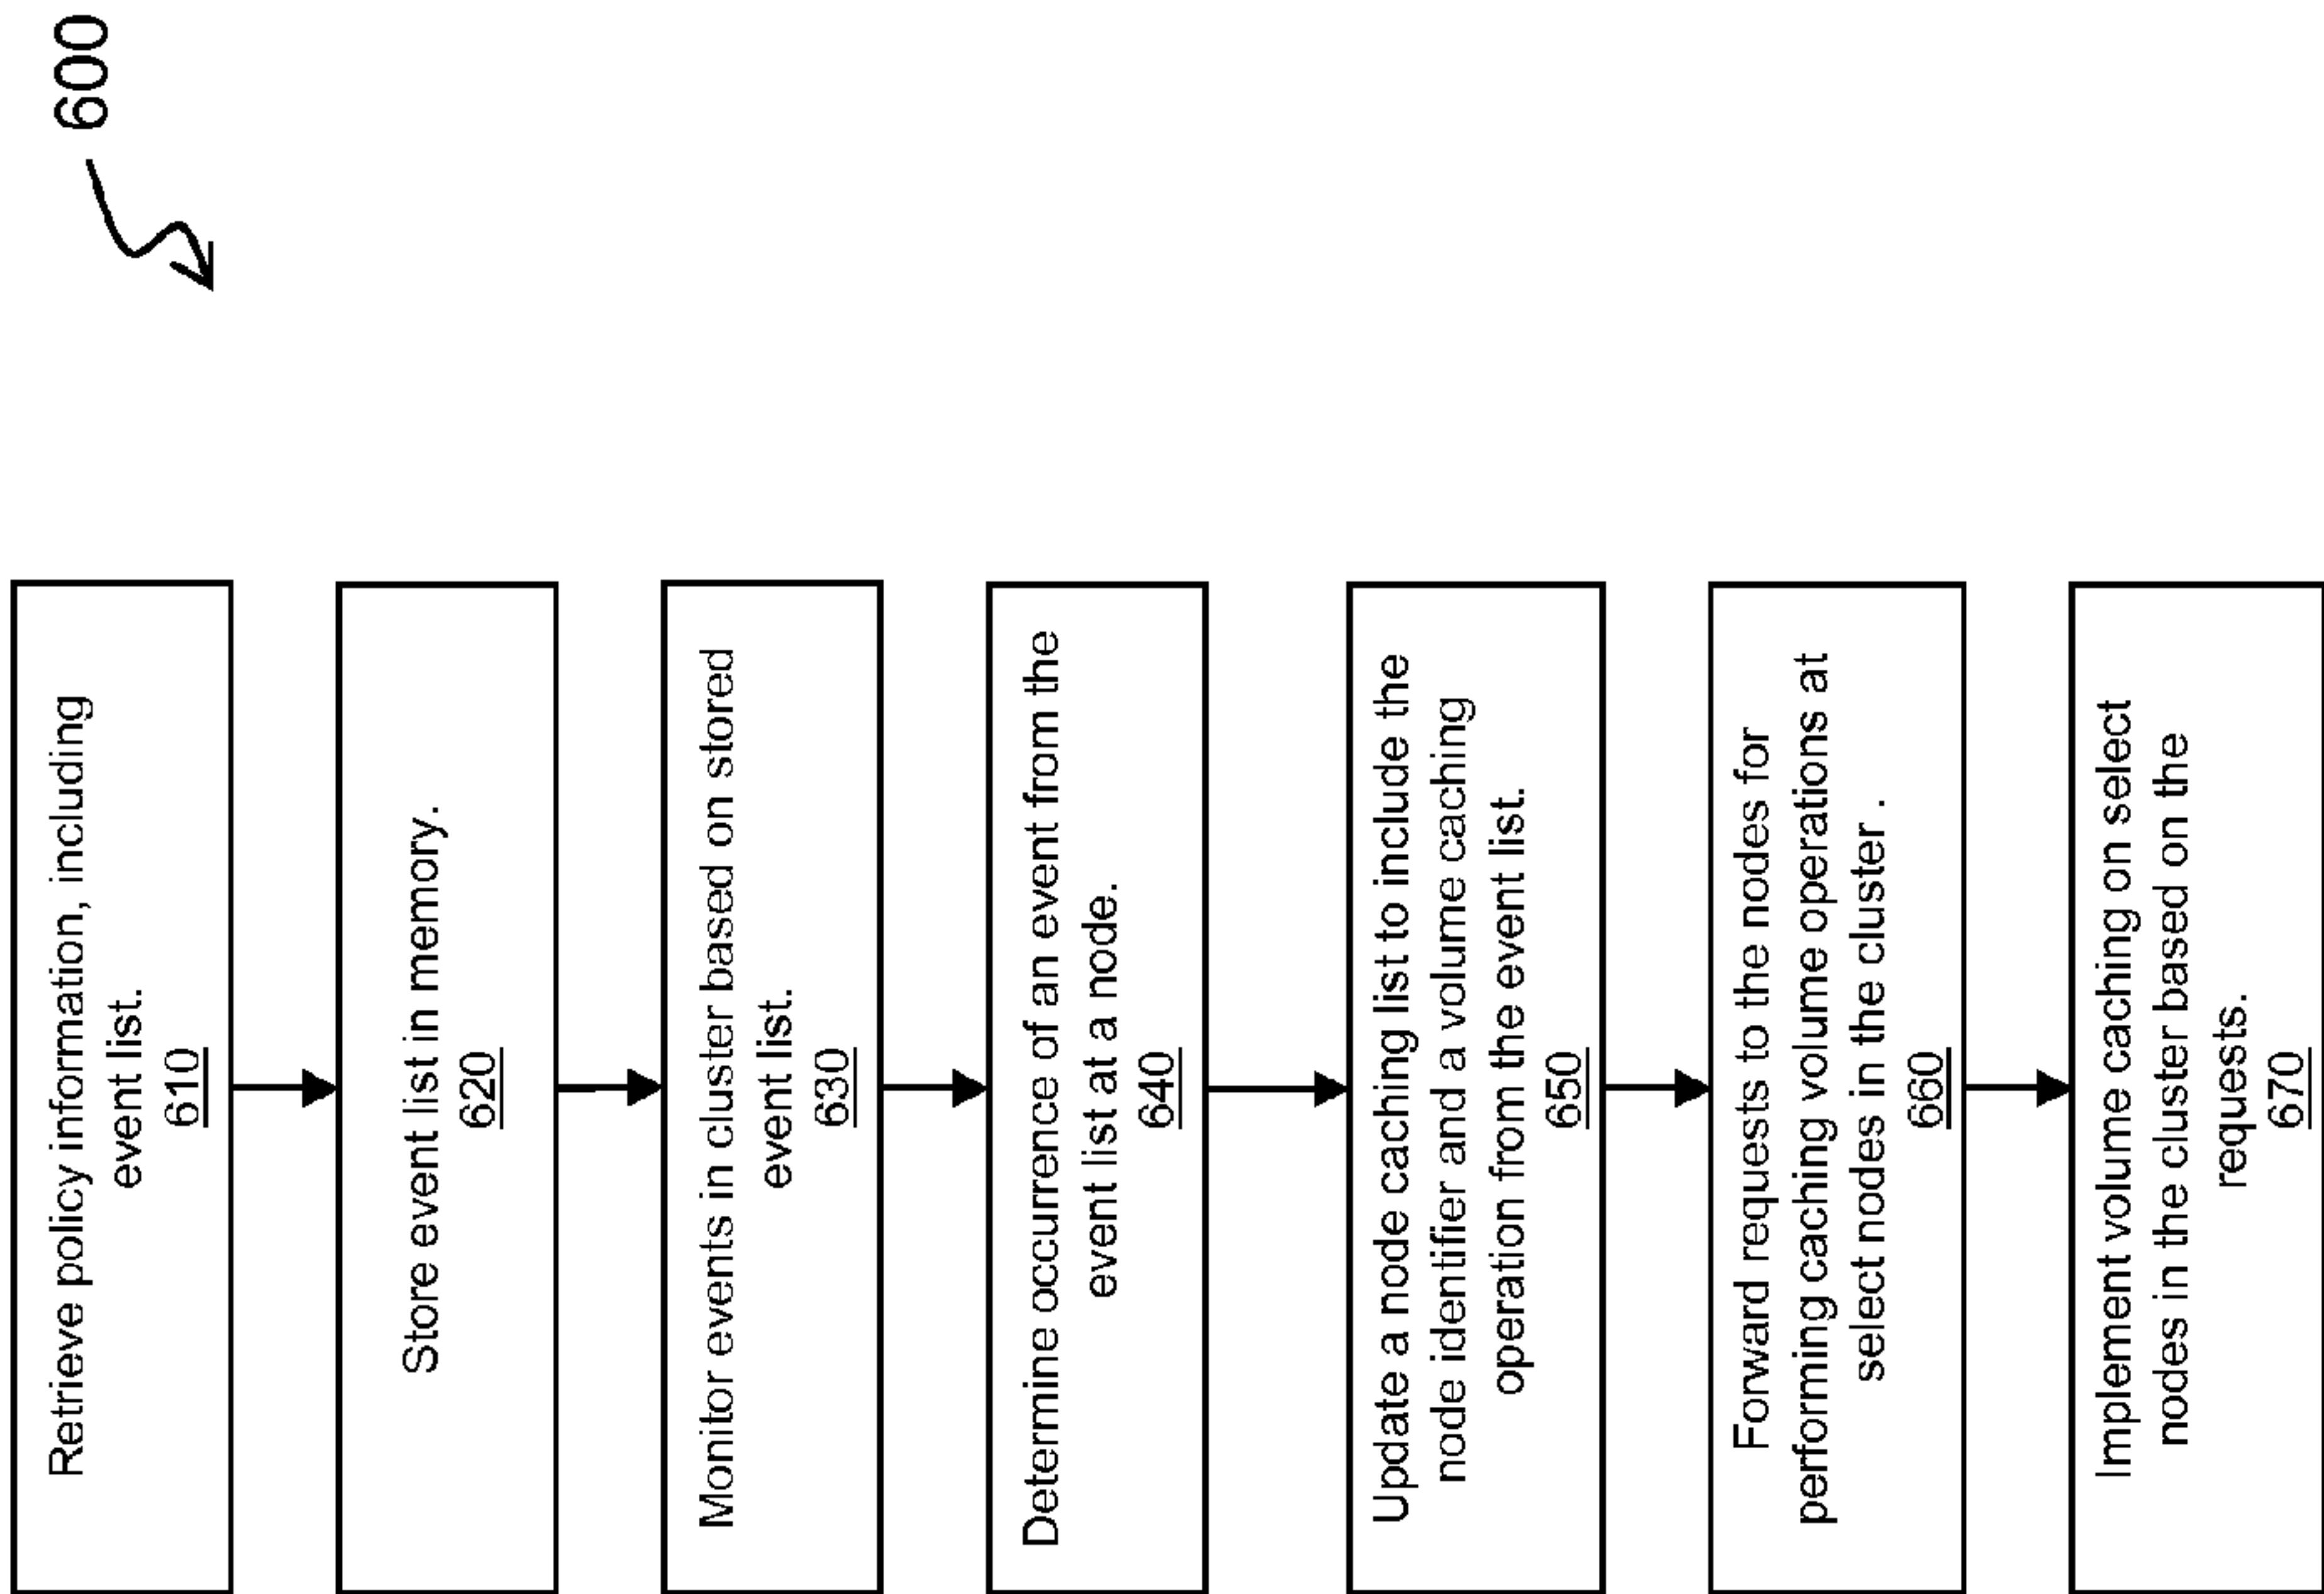 600
Retrieve policy information, including
event list.
610
Store event list in memory.
620
Monitor events in cluster based on stored
event list.
630
Determine occurrence of an event from the
event list at a node.
640
Update a node caching list to include the
node identifier and a volume caching
operation from the event list.
650
Forward requests to the nodes for
performing caching volume operations at
select nodes in the cluster .
660
Implement volume caching on select
nodes in the cluster based on the
requests.
670